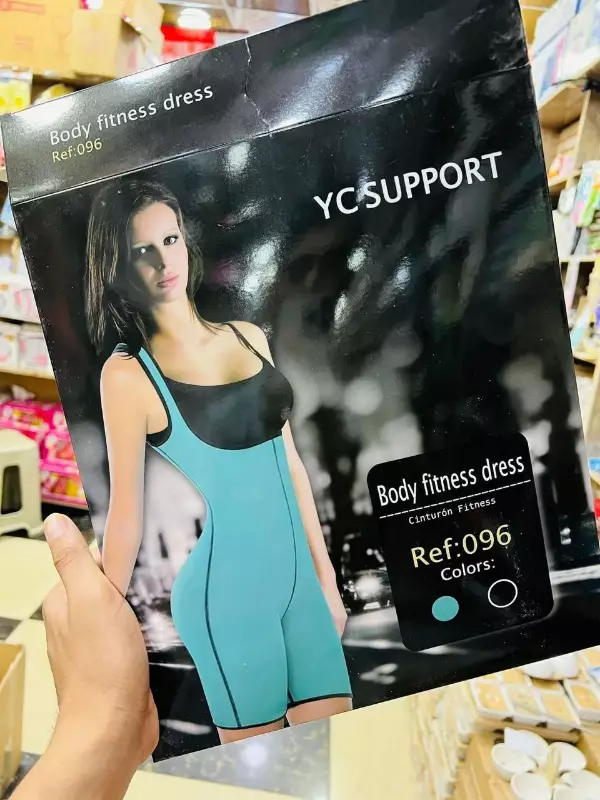 Body fitness dress
Ref:096
YC SUPPORT
Body fitness dress
Cinturón Fitness
Ref:096
Colors: